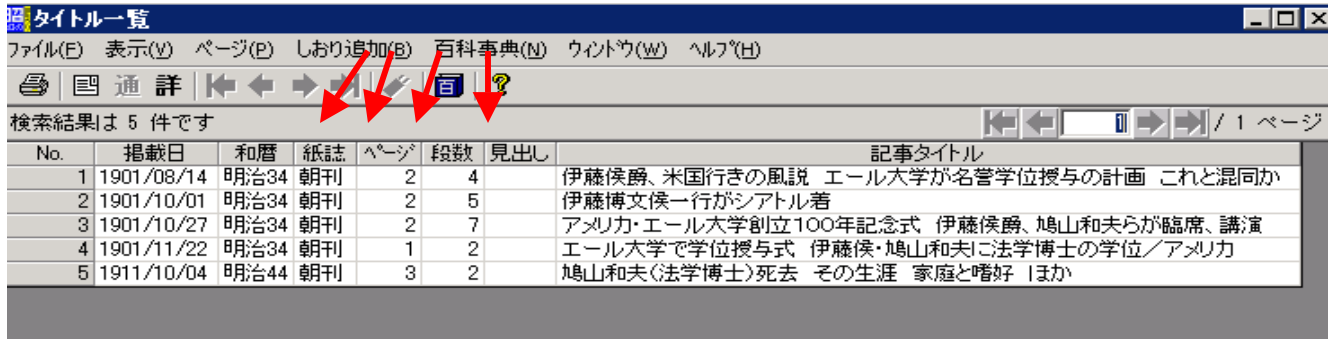 タイトル一覧
ファイル(F) 表示(V) ページ(P) しおり追加(B) 百科事典(N) ウィンドウ(W) ヘルプ(H)
通 詳 百 ?
検索結果は 5 件です 1 / 1 ページ
No. 掲載日 和暦 紙誌 ページ 段数 見出し 記事タイトル
1 1901/08/14 明治34 朝刊 2 4 伊藤侯爵、米国行きの風説 エール大学が名誉学位授与の計画 これと混同か
2 1901/10/01 明治34 朝刊 2 5 伊藤博文侯一行がシアトル着
3 1901/10/27 明治34 朝刊 2 7 アメリカ・エール大学創立100年記念式 伊藤侯爵、鳩山和夫らが臨席、講演
4 1901/11/22 明治34 朝刊 1 2 エール大学で学位授与式 伊藤侯・鳩山和夫に法学博士の学位／アメリカ
5 1911/10/04 明治44 朝刊 3 2 鳩山和夫(法学博士)死去 その生涯 家庭と嗜好 ほか